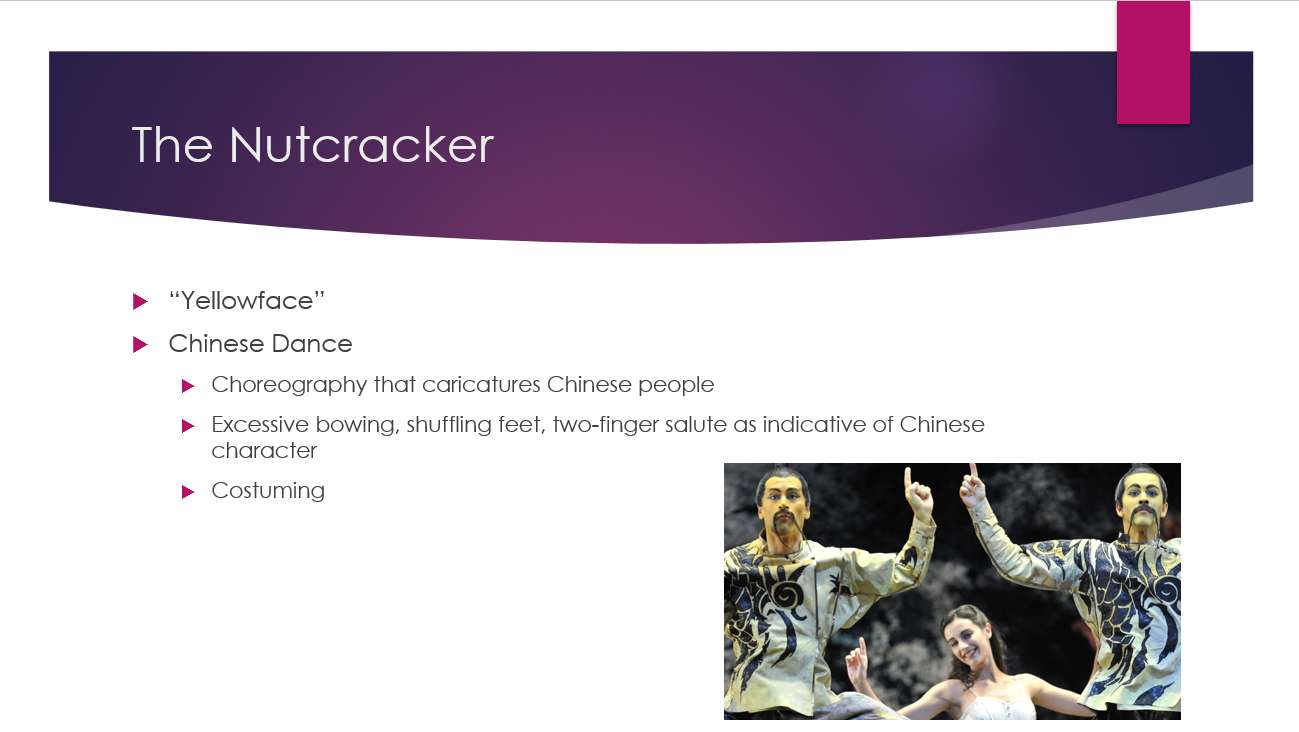 The Nutcracker
“Yellowface”
Chinese Dance
Choreography that caricatures Chinese people
Excessive bowing, shuffling feet, two-finger salute as indicative of Chinese
character
Costuming